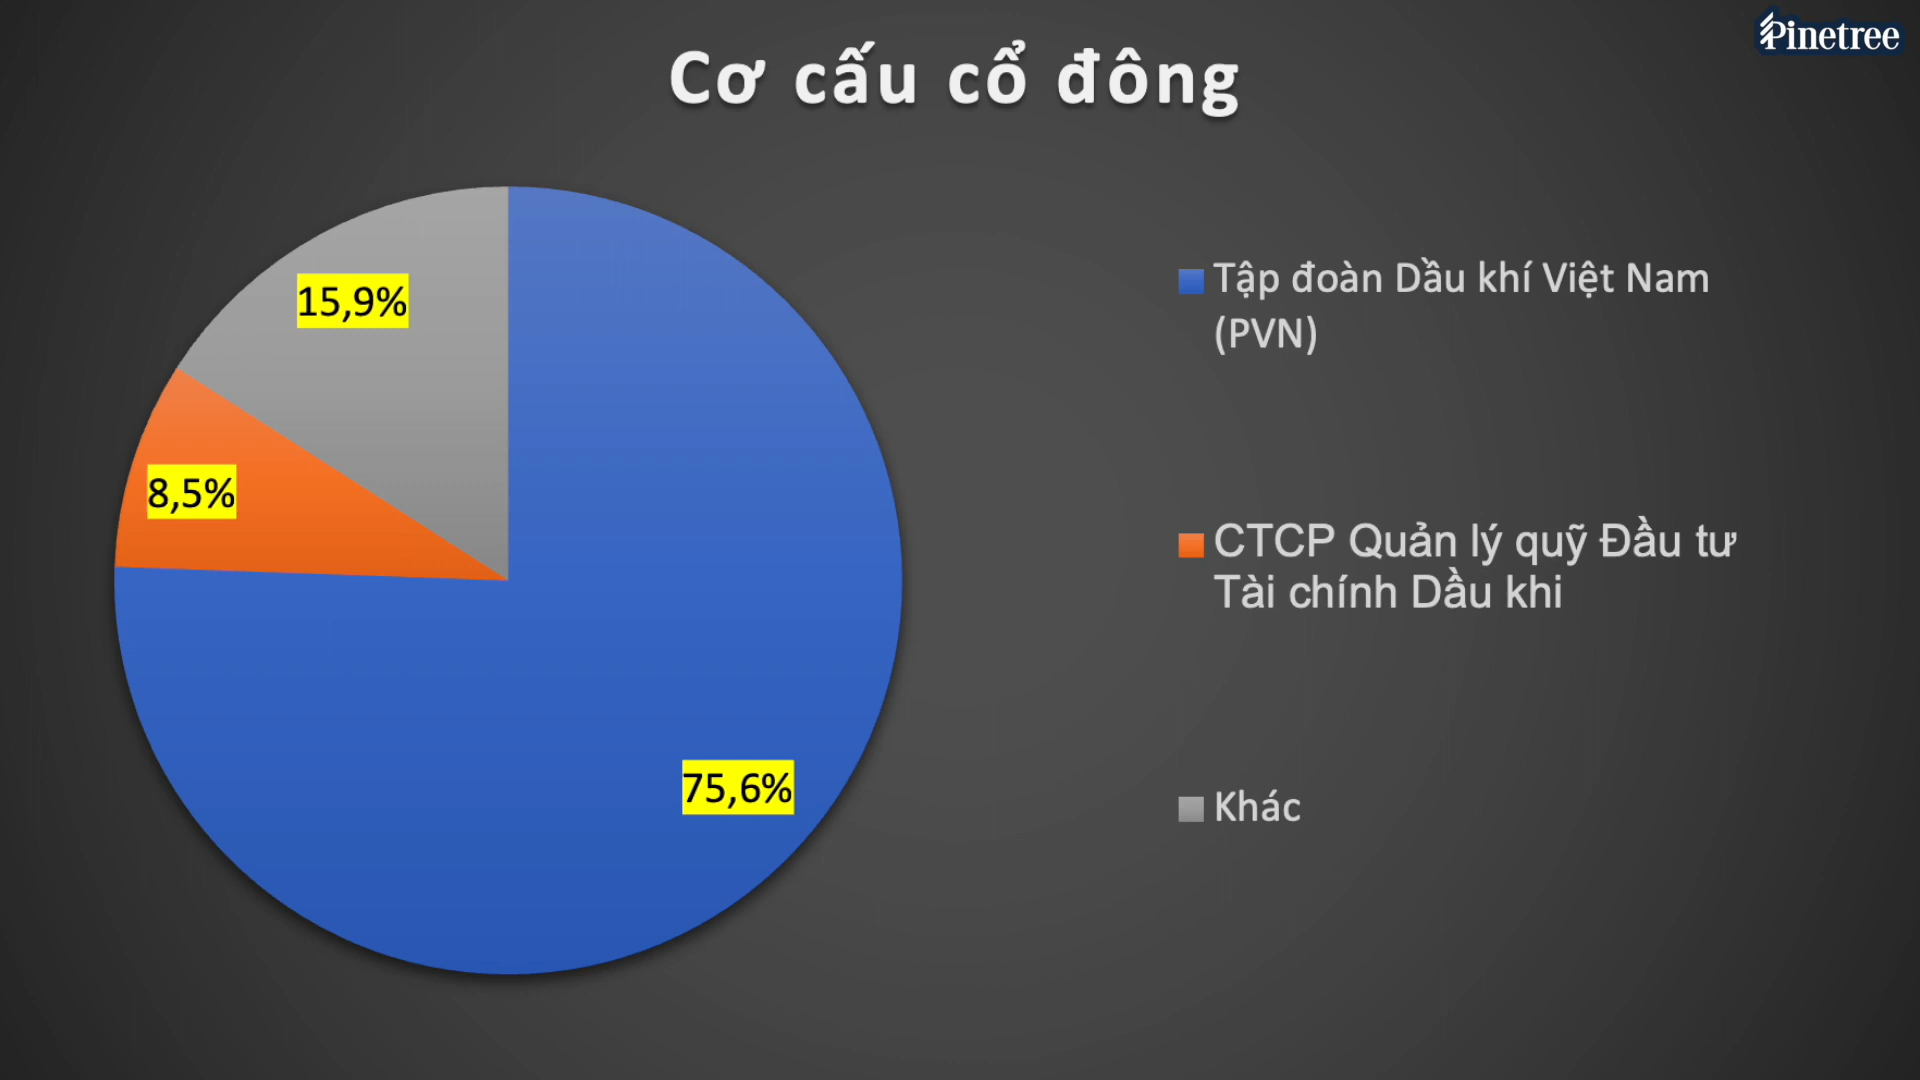 Pinetree
Cơ cấu cổ đông
15,9%
8,5%
75,6%
Tập đoàn Dầu khí Việt Nam
(PVN)
CTCP Quản lý quỹ Đầu tư
Tài chính Dầu khi
Khác